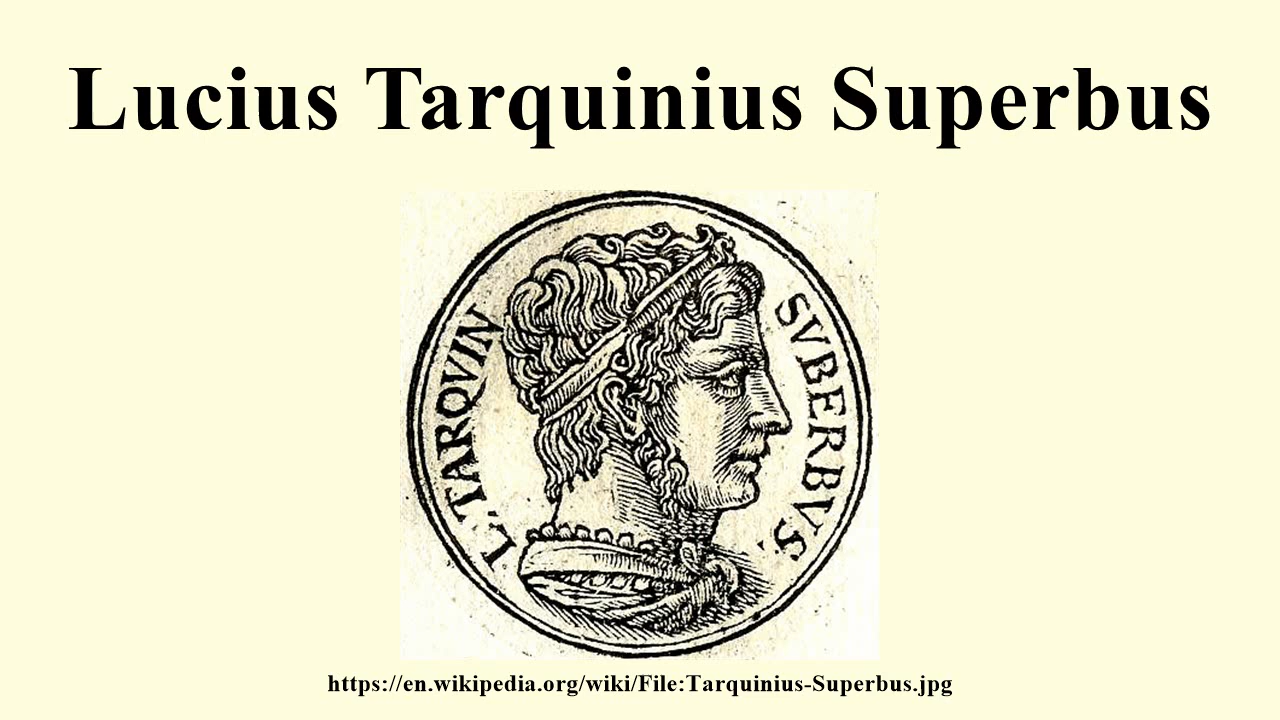 Lucius Tarquinius Superbus
L. TARQVIN
SVBERBVS.
https://en.wikipedia.org/wiki/File:Tarquinius-Superbus.jpg